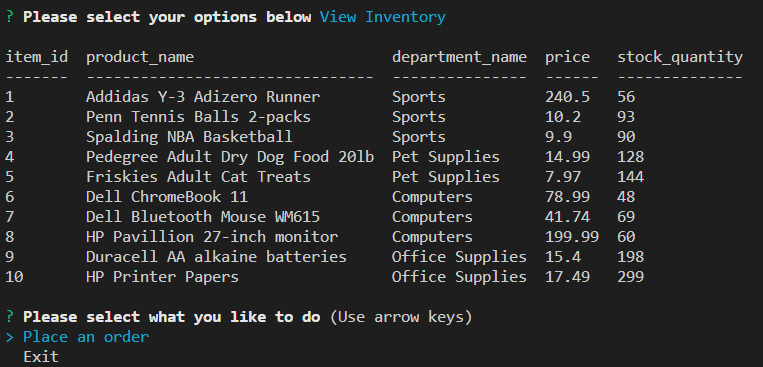 ? Please select your options below View Inventory
item_id  product_name                      department_name  price   stock_quantity
-------  --------------------------------  ---------------  ------  --------------
1        Addidas Y-3 Adizero Runner        Sports           240.5   56
2        Penn Tennis Balls 2-packs         Sports           10.2    93
3        Spalding NBA Basketball           Sports           9.9     90
4        Pedegree Adult Dry Dog Food 20lb  Pet Supplies     14.99   128
5        Friskies Adult Cat Treats         Pet Supplies     7.97    144
6        Dell ChromeBook 11                Computers        78.99   48
7        Dell Bluetooth Mouse WM615        Computers        41.74   69
8        HP Pavillion 27-inch monitor      Computers        199.99  60
9        Duracell AA alkaine batteries     Office Supplies  15.4    198
10       HP Printer Papers                 Office Supplies  17.49   299
? Please select what you like to do (Use arrow keys)
> Place an order
  Exit